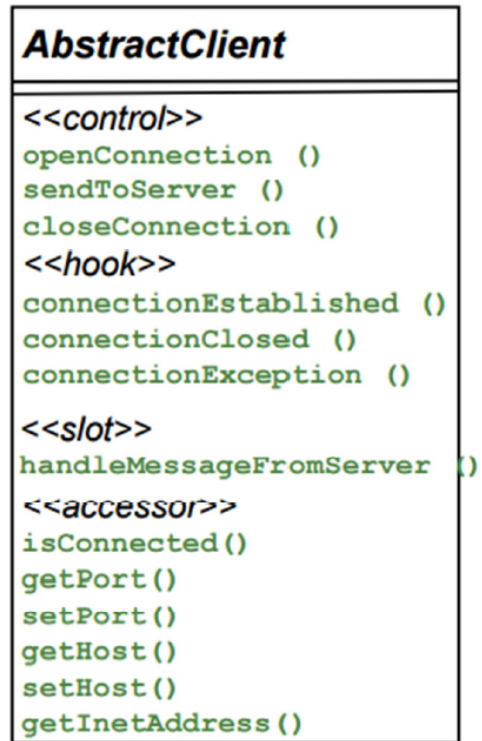 AbstractClient
<<control>>
openConnection ()
sendToServer ()
closeConnection ()
<<hook>>
connectionEstablished ()
connectionClosed ()
connectionException ()
<<slot>>
handleMessageFromServer ()
<<accessor>>
isConnected()
getPort()
setPort()
getHost()
setHost()
getInetAddress()